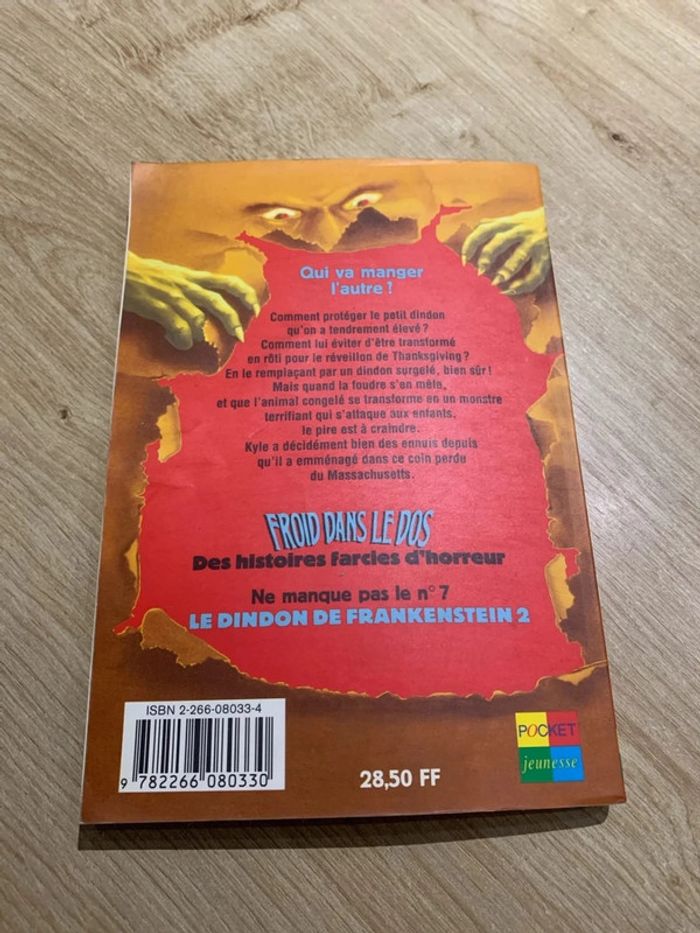 Qui va manger
l'autre ?
Comment protéger le petit dindon
qu'on a tendrement élevé ?
Comment lui éviter d'être transformé
en rôti pour le réveillon de Thanksgiving ?
En le remplaçant par un dindon surgelé, bien sûr !
Mais quand la foudre s'en mêle,
et que l'animal congelé se transforme en un monstre
terrifiant qui s'attaque aux enfants,
le pire est à craindre.
Kyle a décidément bien des ennuis depuis
qu'il a emménagé dans ce coin perdu
du Massachusetts.
FROID DANS LE DOS
Des histoires farcies d'horreur
Ne manque pas le n° 7
LE DINDON DE FRANKENSTEIN 2
ISBN 2-266-08033-4
9 782266 080330
28,50 FF
POCKET
jeunesse